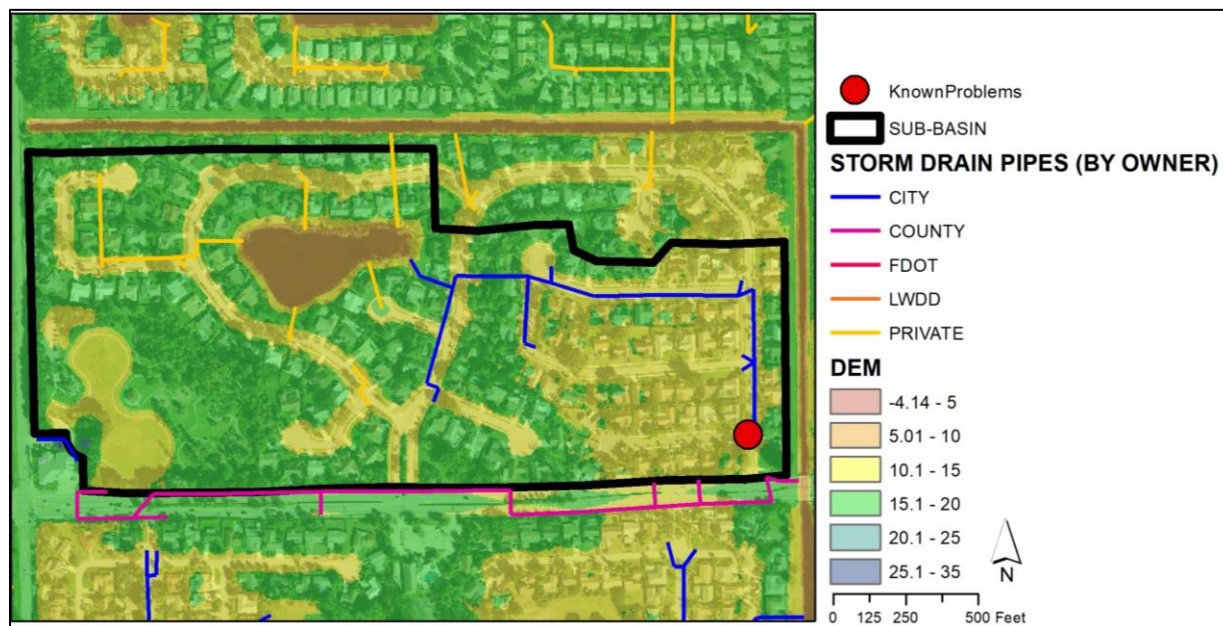 KnownProblems
SUB-BASIN
STORM DRAIN PIPES (BY OWNER)
CITY
COUNTY
FDOT
LWDD
PRIVATE
DEM
-4.14 - 5
5.01 - 10
10.1 - 15
15.1 - 20
20.1 - 25
25.1 - 35
N
0 125 250 500 Feet